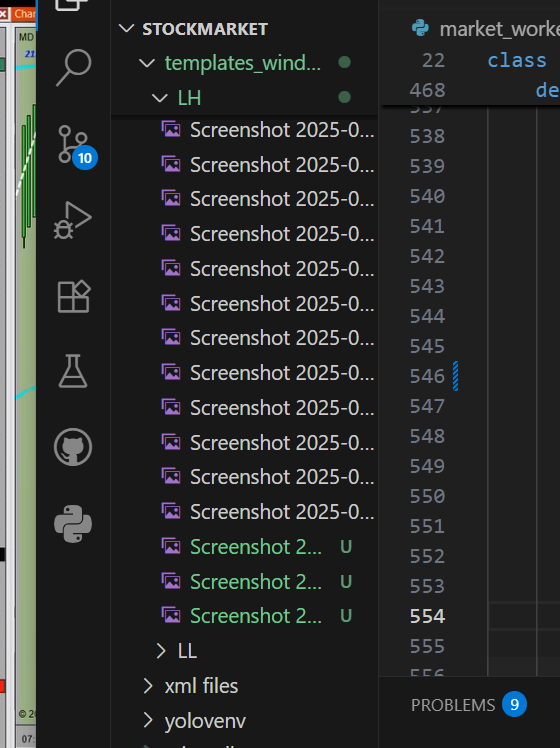 Char
MD
STOCKMARKET
templates_wind...
LH
Screenshot 2025-0...
Screenshot 2025-0...
Screenshot 2025-0...
Screenshot 2025-0...
Screenshot 2025-0...
Screenshot 2025-0...
Screenshot 2025-0...
Screenshot 2025-0...
Screenshot 2025-0...
Screenshot 2025-0...
Screenshot 2025-0...
Screenshot 2025-0...
Screenshot 2... U
Screenshot 2... U
Screenshot 2... U
LL
xml files
yolovenv
10
© 20
07:
market_worke
22 class
468 de
537
538
539
540
541
542
543
544
545
546
547
548
549
550
551
552
553
554
555
556
PROBLEMS 9